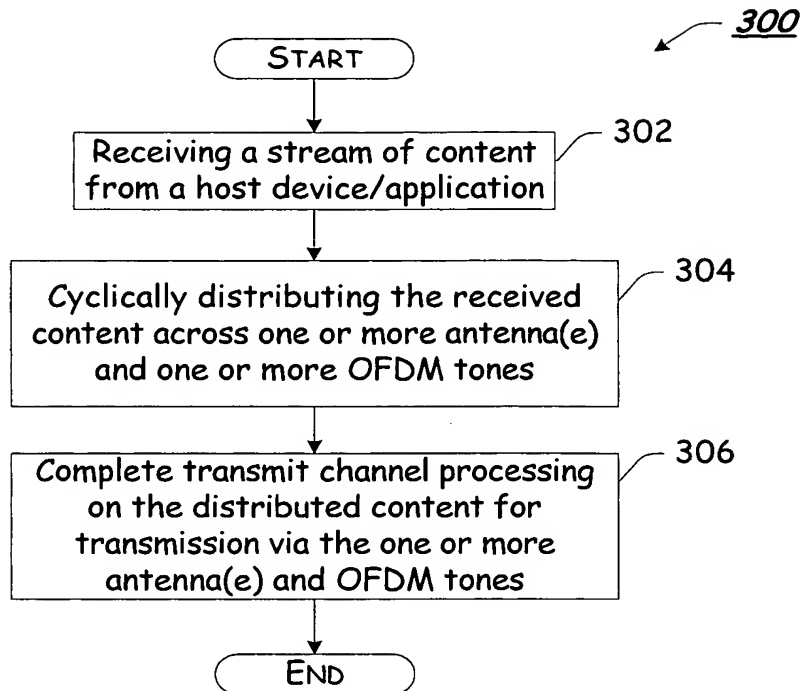 300
START
302
Receiving a stream of content
from a host device/application
304
Cyclically distributing the received
content across one or more antenna(e)
and one or more OFDM tones
306
Complete transmit channel processing
on the distributed content for
transmission via the one or more
antenna(e) and OFDM tones
END